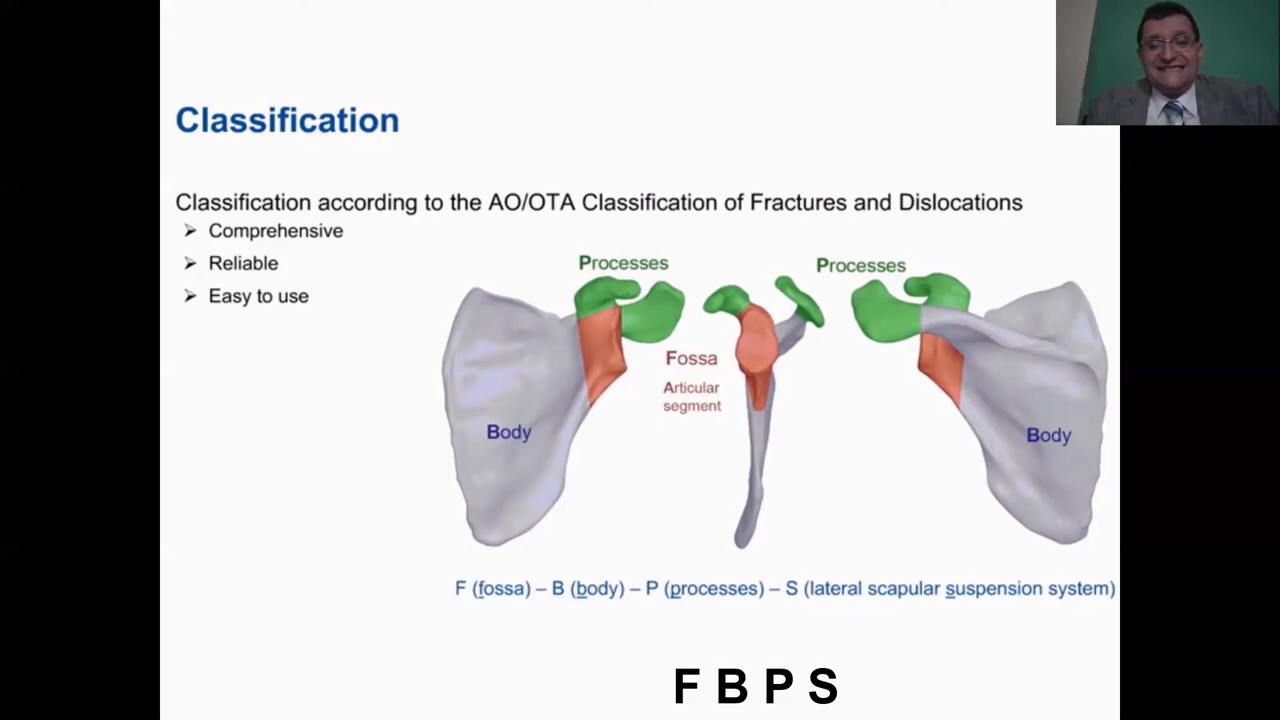 Classification
Classification according to the AO/OTA Classification of Fractures and Dislocations
➢ Comprehensive
➢ Reliable
➢ Easy to use
Processes
Processes
Fossa
Articular
segment
Body
Body
F (fossa) – B (body) – P (processes) – S (lateral scapular suspension system)
F B P S